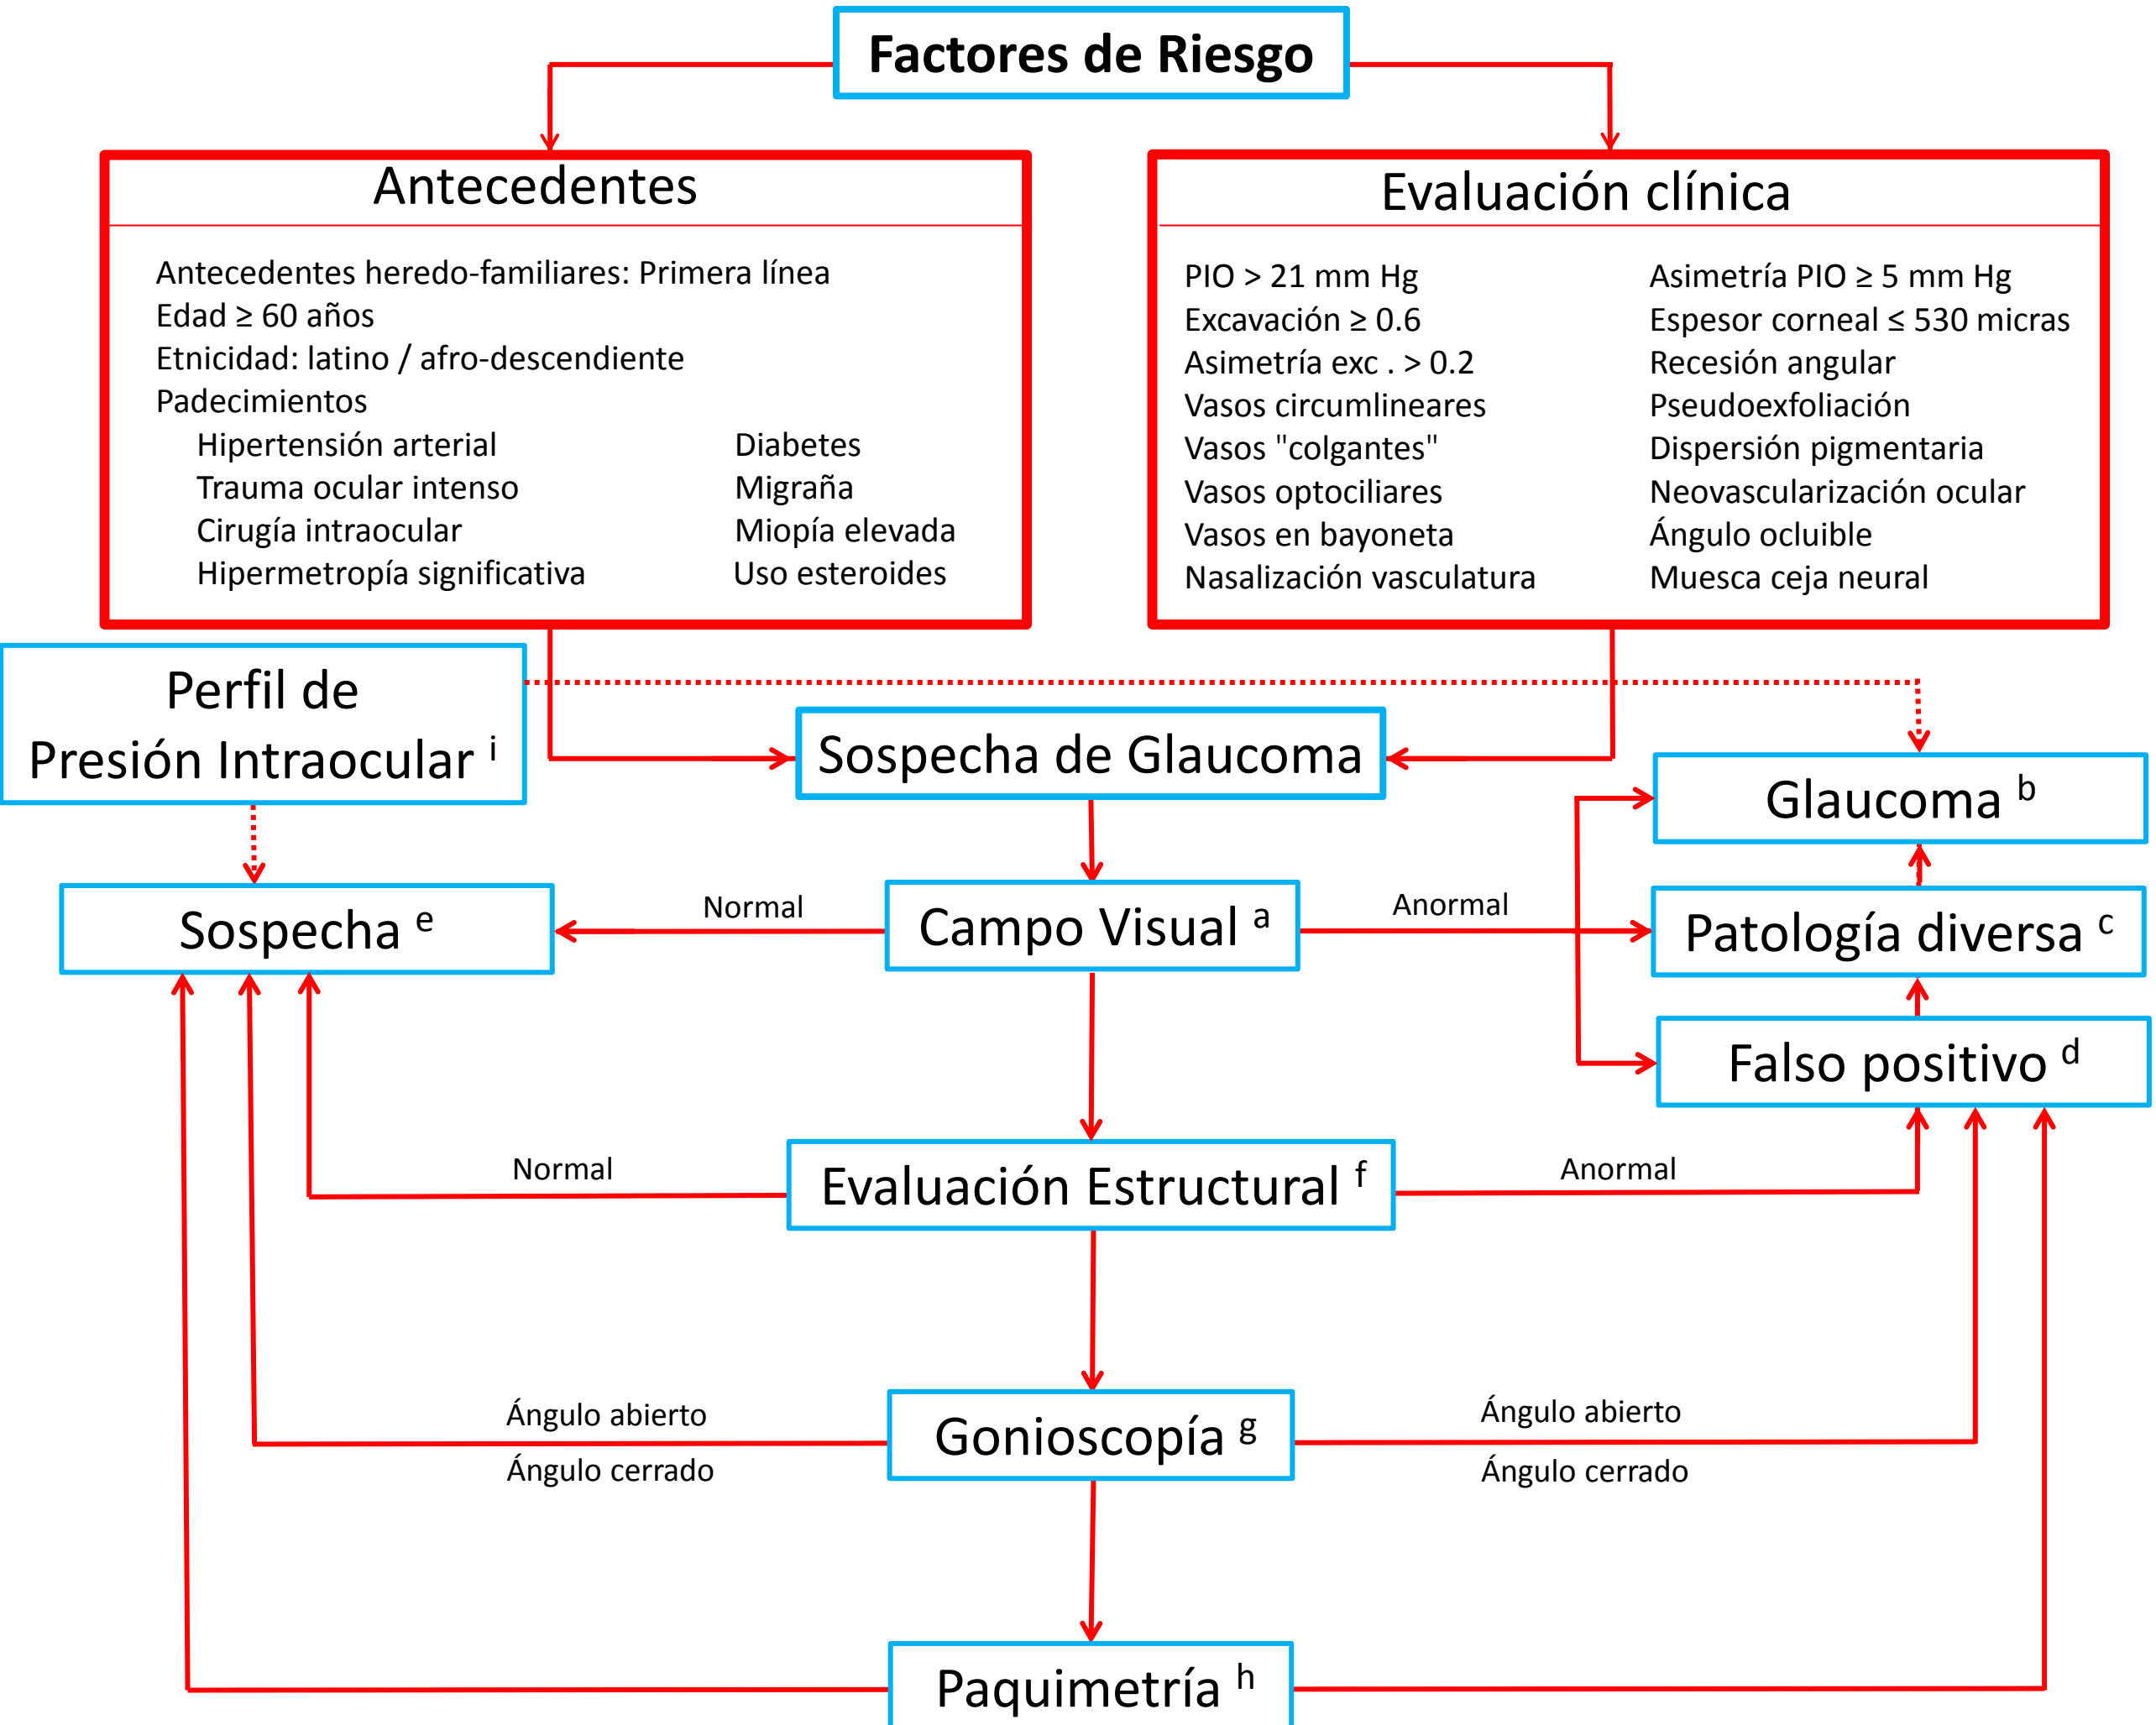 Factores de Riesgo
Antecedentes
Antecedentes heredo-familiares: Primera línea
Edad ≥ 60 años
Etnicidad: latino / afro-descendiente
Padecimientos
Hipertensión arterial
Diabetes
Trauma ocular intenso
Migraña
Cirugía intraocular
Miopía elevada
Hipermetropía significativa
Uso esteroides
Evaluación clínica
PIO > 21 mm Hg
Asimetría PIO ≥ 5 mm Hg
Excavación ≥ 0.6
Espesor corneal ≤ 530 micras
Asimetría exc . > 0.2
Recesión angular
Vasos circumlineares
Pseudoexfoliación
Vasos "colgantes"
Dispersión pigmentaria
Vasos optociliares
Neovascularización ocular
Vasos en bayoneta
Ángulo ocluible
Nasalización vasculatura
Muesca ceja neural
Perfil de
Presión Intraocular i
Sospecha de Glaucoma
Glaucoma b
Sospecha e
Normal
Campo Visual a
Anormal
Patología diversa c
Falso positivo d
Normal
Evaluación Estructural f
Anormal
Ángulo abierto
Ángulo cerrado
Gonioscopía g
Ángulo abierto
Ángulo cerrado
Paquimetría h